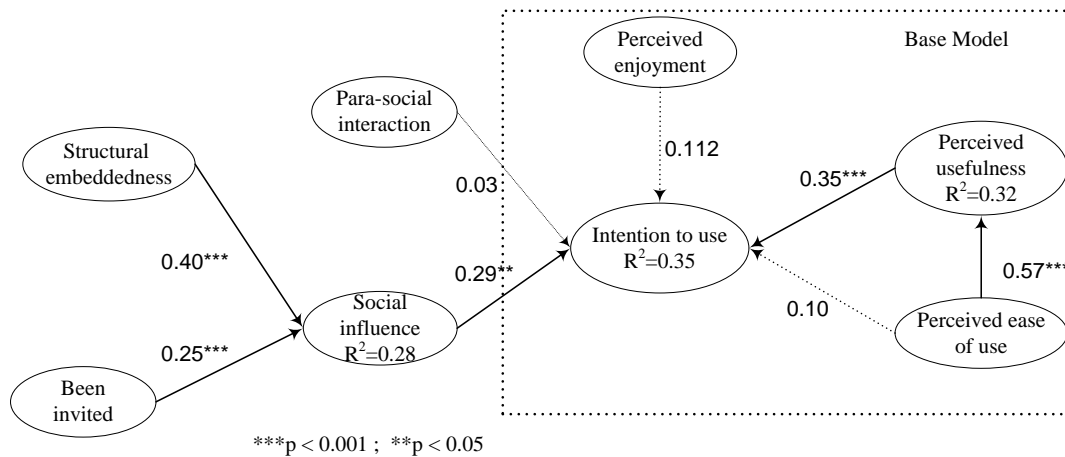 Perceived
enjoyment
Base Model
Para-social
interaction
Structural
embeddedness
0.112
Perceived
usefulness
R²=0.32
0.03
0.35***
Intention to use
R²=0.35
0.40***
0.29**
0.57***
Social
influence
R²=0.28
0.10
Perceived ease
of use
0.25***
Been
invited
***p < 0.001 ; **p < 0.05